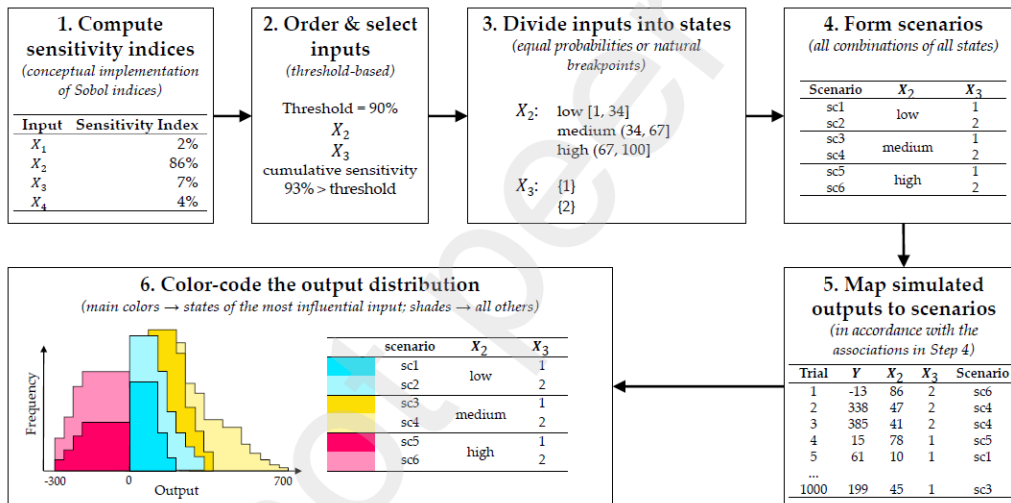 1. Compute
sensitivity indices
(conceptual implementation
of Sobol indices)
Input Sensitivity Index
X1 2%
X2 86%
X3 7%
X4 4%
2. Order & select
inputs
(threshold-based)
Threshold = 90%
X2
X3
cumulative sensitivity
93% > threshold
3. Divide inputs into states
(equal probabilities or natural
breakpoints)
X2: low [1, 34]
medium (34, 67]
high (67, 100]
X3: {1}
{2}
4. Form scenarios
(all combinations of all states)
Scenario X2 X3
sc1 low 1
sc2 2
sc3 medium 1
sc4 2
sc5 high 1
sc6 2
5. Map simulated
outputs to scenarios
(in accordance with the
associations in Step 4)
Trial Y X2 X3 Scenario
1 -13 86 2 sc6
2 338 47 2 sc4
3 385 41 2 sc4
4 15 78 1 sc5
5 61 10 1 sc1
...
1000 199 45 1 sc3
6. Color-code the output distribution
(main colors → states of the most influential input; shades → all others)
Frequency
-300 0 700
Output
scenario X2 X3
sc1 low 1
sc2 2
sc3 medium 1
sc4 2
sc5 high 1
sc6 2
ot peer